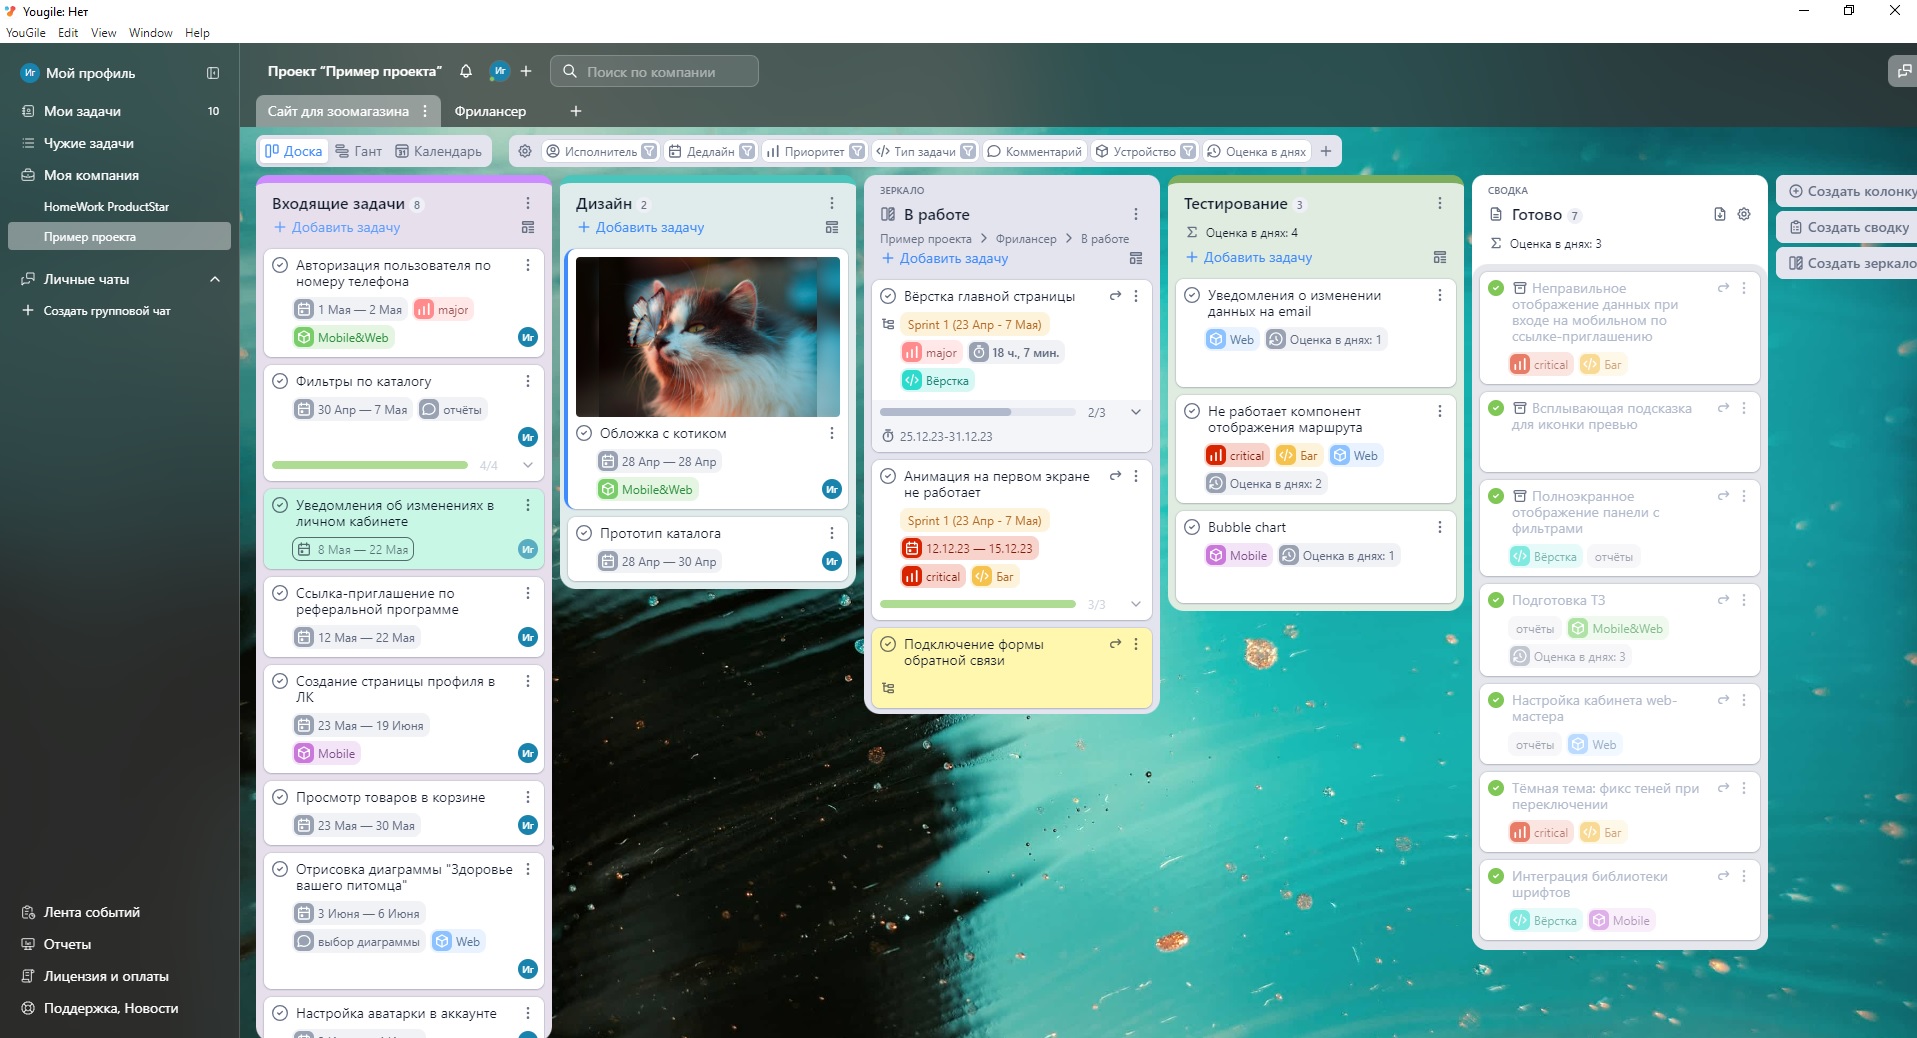 Yougile: Нет
YouGile Edit View Window Help
Иг Мой профиль
Мои задачи 10
Чужие задачи
Моя компания
HomeWork ProductStar
Пример проекта
Личные чаты
Создать групповой чат
Лента событий
Отчеты
Лицензия и оплаты
Поддержка, Новости
Проект “Пример проекта” Иг + Поиск по компании
Сайт для зоомагазина Фрилансер +
Доска Гант Календарь Исполнитель Дедлайн Приоритет Тип задачи Комментарий Устройство Оценка в днях +
Входящие задачи 8
+ Добавить задачу
Авторизация пользователя по
номеру телефона
1 Мая — 2 Мая major
Mobile&Web Иг
Фильтры по каталогу
30 Апр — 7 Мая отчёты
Иг
4/4
Уведомления об изменениях в
личном кабинете
8 Мая — 22 Мая Иг
Ссылка-приглашение по
реферальной программе
12 Мая — 22 Мая Иг
Создание страницы профиля в
ЛК
23 Мая — 19 Июня
Mobile Иг
Просмотр товаров в корзине
23 Мая — 30 Мая Иг
Отрисовка диаграммы "Здоровье
вашего питомца"
3 Июня — 6 Июня
выбор диаграммы Web
Иг
Настройка аватарки в аккаунте
Дизайн 2
+ Добавить задачу
Обложка с котиком
28 Апр — 28 Апр
Mobile&Web Иг
Прототип каталога
28 Апр — 30 Апр Иг
ЗЕРКАЛО
В работе
Пример проекта > Фрилансер > В работе
+ Добавить задачу
Вёрстка главной страницы
Sprint 1 (23 Апр - 7 Мая)
major 18 ч., 7 мин.
Вёрстка
2/3
25.12.23-31.12.23
Анимация на первом экране
не работает
Sprint 1 (23 Апр - 7 Мая)
12.12.23 — 15.12.23
critical Баг
3/3
Подключение формы
обратной связи
Тестирование 3
Σ Оценка в днях: 4
+ Добавить задачу
Уведомления о изменении
данных на email
Web Оценка в днях: 1
Не работает компонент
отображения маршрута
critical Баг Web
Оценка в днях: 2
Bubble chart
Mobile Оценка в днях: 1
СВОДКА
Готово 7
Σ Оценка в днях: 3
Неправильное
отображение данных при
входе на мобильном по
ссылке-приглашению
critical Баг
Всплывающая подсказка
для иконки превью
Полноэкранное
отображение панели с
фильтрами
Вёрстка отчёты
Подготовка ТЗ
отчёты Mobile&Web
Оценка в днях: 3
Настройка кабинета web-
мастера
отчёты Web
Тёмная тема: фикс теней при
переключении
critical Баг
Интеграция библиотеки
шрифтов
Вёрстка Mobile
Создать колонку
Создать сводку
Создать зеркало